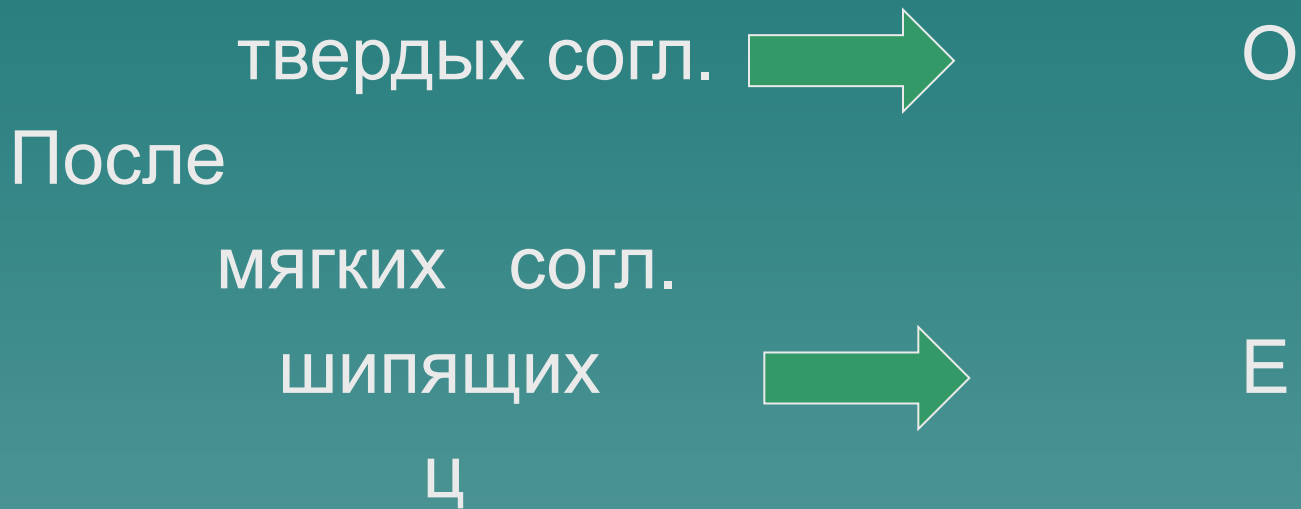 твердых согл. О
После
мягких согл.
шипящих Е
ц